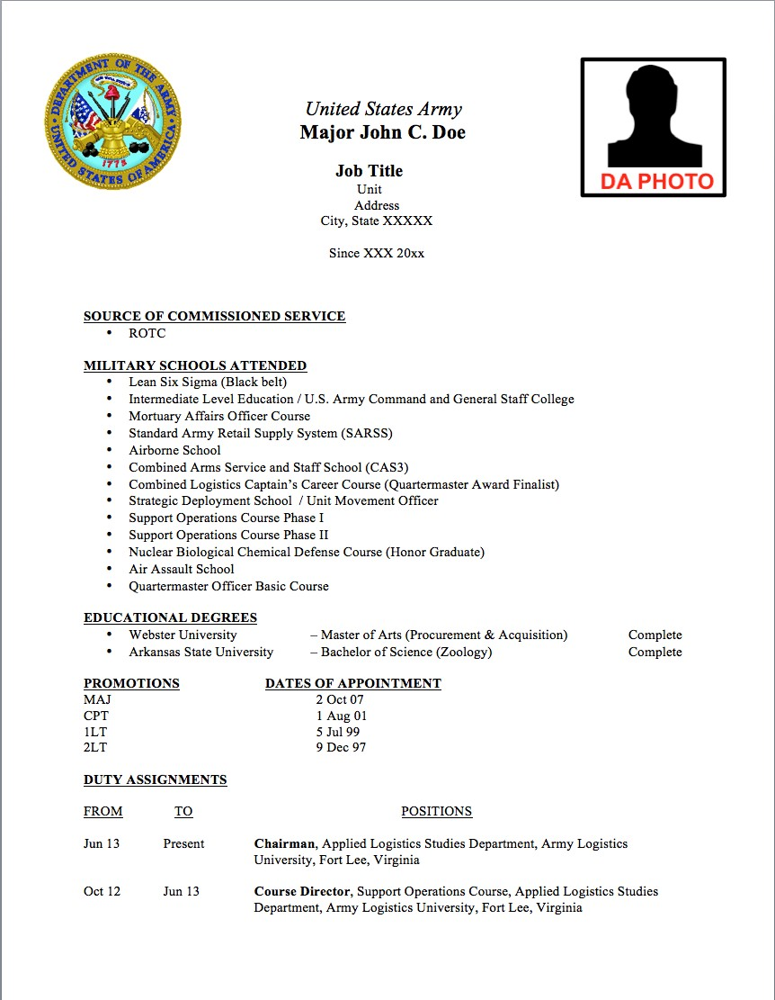 DEPARTMENT OF THE ARMY
UNITED STATES OF AMERICA
1775
DA PHOTO
United States Army
Major John C. Doe
Job Title
Unit
Address
City, State XXXXX
Since XXX 20xx
SOURCE OF COMMISSIONED SERVICE
• ROTC
MILITARY SCHOOLS ATTENDED
• Lean Six Sigma (Black belt)
• Intermediate Level Education / U.S. Army Command and General Staff College
• Mortuary Affairs Officer Course
• Standard Army Retail Supply System (SARSS)
• Airborne School
• Combined Arms Service and Staff School (CAS3)
• Combined Logistics Captain’s Career Course (Quartermaster Award Finalist)
• Strategic Deployment School / Unit Movement Officer
• Support Operations Course Phase I
• Support Operations Course Phase II
• Nuclear Biological Chemical Defense Course (Honor Graduate)
• Air Assault School
• Quartermaster Officer Basic Course
EDUCATIONAL DEGREES
• Webster University – Master of Arts (Procurement & Acquisition) Complete
• Arkansas State University – Bachelor of Science (Zoology) Complete
PROMOTIONS DATES OF APPOINTMENT
MAJ 2 Oct 07
CPT 1 Aug 01
1LT 5 Jul 99
2LT 9 Dec 97
DUTY ASSIGNMENTS
FROM TO POSITIONS
Jun 13 Present Chairman, Applied Logistics Studies Department, Army Logistics
University, Fort Lee, Virginia
Oct 12 Jun 13 Course Director, Support Operations Course, Applied Logistics Studies
Department, Army Logistics University, Fort Lee, Virginia